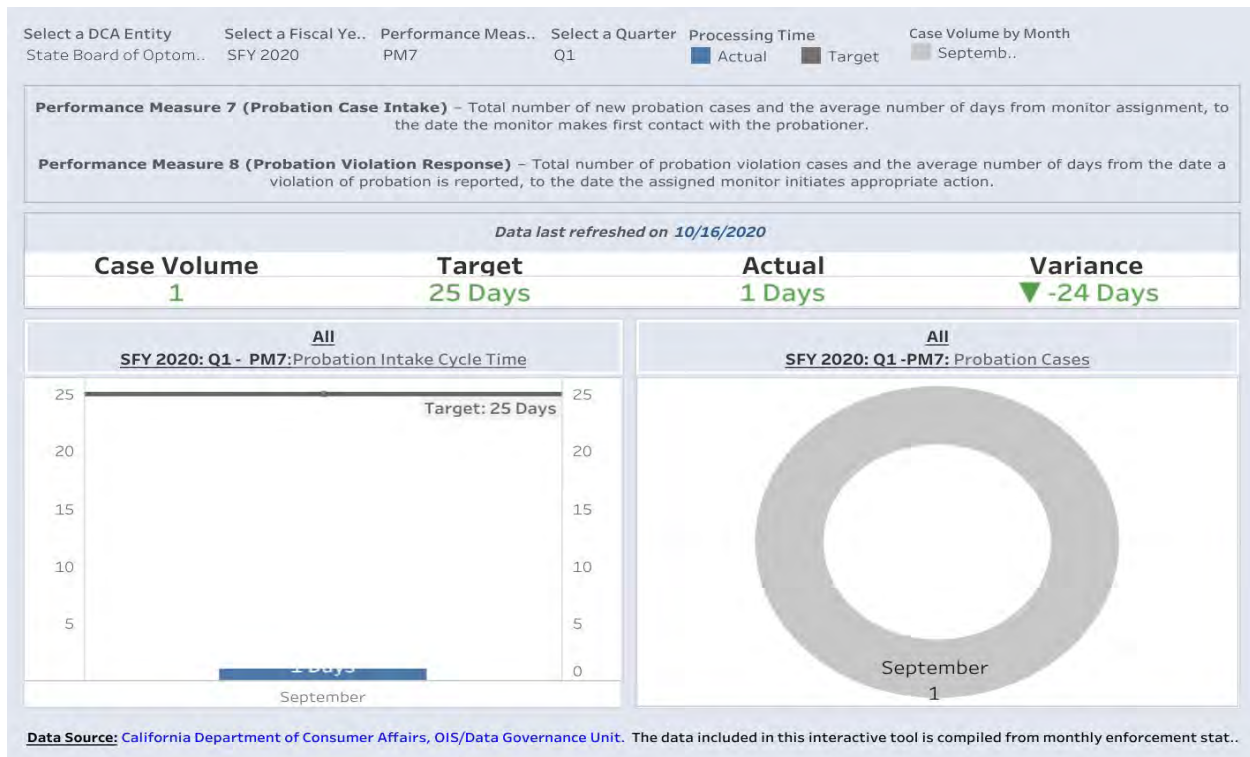 Select a DCA Entity
State Board of Optom..
Select a Fiscal Ye..
SFY 2020
Performance Meas..
PM7
Select a Quarter
Q1
Processing Time
Actual
Target
Case Volume by Month
Septemb..
Performance Measure 7 (Probation Case Intake) – Total number of new probation cases and the average number of days from monitor assignment, to
the date the monitor makes first contact with the probationer.
Performance Measure 8 (Probation Violation Response) – Total number of probation violation cases and the average number of days from the date a
violation of probation is reported, to the date the assigned monitor initiates appropriate action.
Data last refreshed on 10/16/2020
Case Volume
1
Target
25 Days
Actual
1 Days
Variance
▼ -24 Days
All
SFY 2020: Q1 - PM7:Probation Intake Cycle Time
25
20
15
10
5
Target: 25 Days
25
20
15
10
5
0
1 Days
September
All
SFY 2020: Q1 -PM7: Probation Cases
September
1
Data Source: California Department of Consumer Affairs, OIS/Data Governance Unit. The data included in this interactive tool is compiled from monthly enforcement stat..